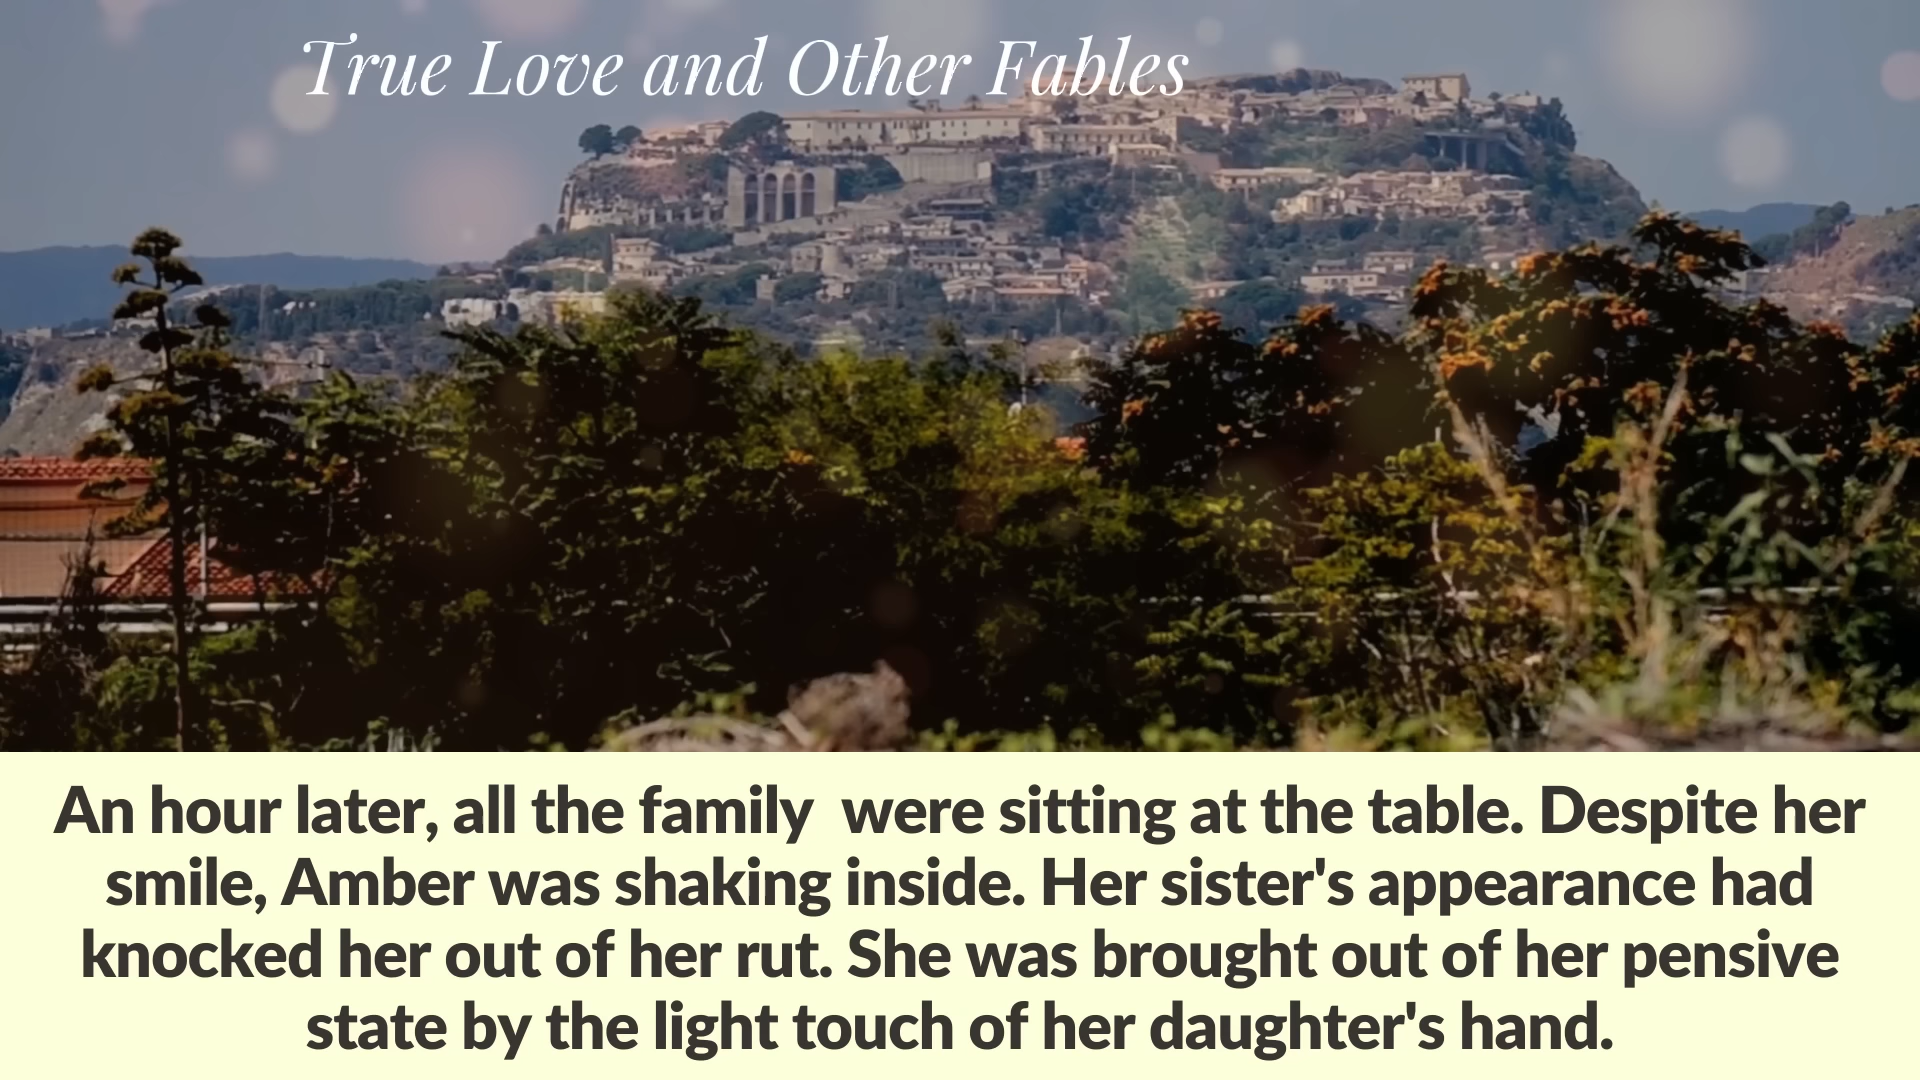 True Love and Other Fables
An hour later, all the family  were sitting at the table. Despite her
smile, Amber was shaking inside. Her sister's appearance had
knocked her out of her rut. She was brought out of her pensive
state by the light touch of her daughter's hand.